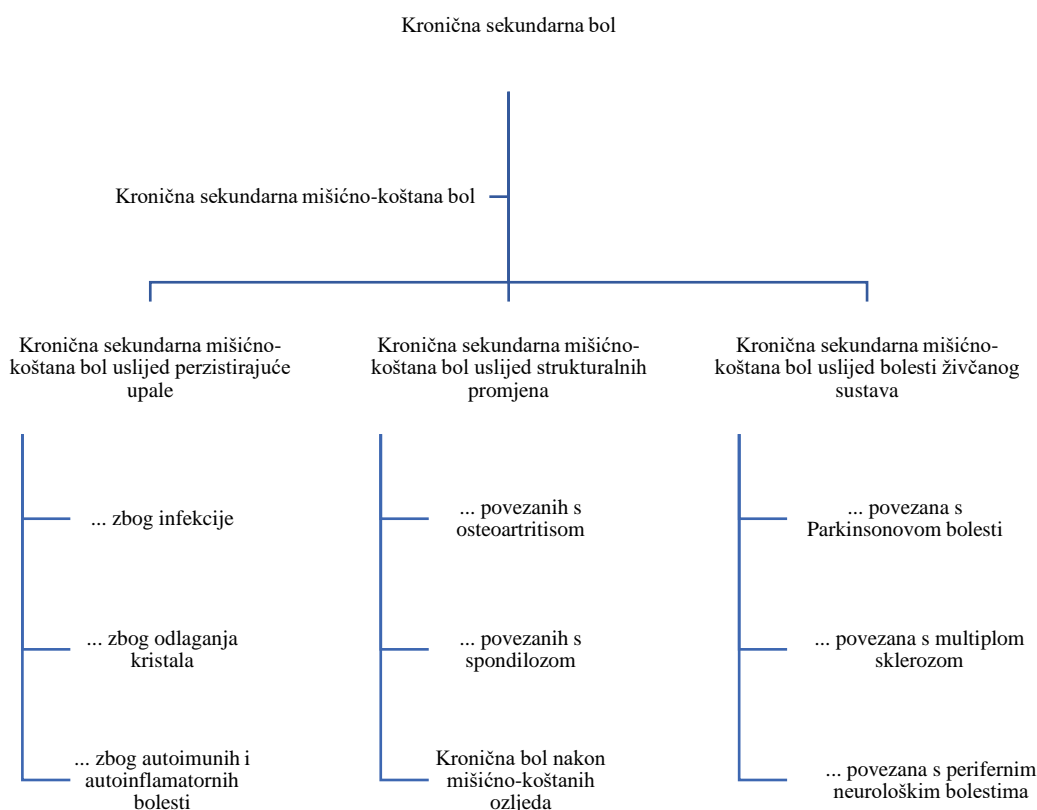 Kronična sekundarna bol
Kronična sekundarna mišićno-koštana bol
Kronična sekundarna mišićno-
koštana bol uslijed perzistirajuće
upale
... zbog infekcije
... zbog odlaganja
kristala
... zbog autoimunih i
autoinflamatornih
bolesti
Kronična sekundarna mišićno-
koštana bol uslijed strukturalnih
promjena
... povezanih s
osteoartritisom
... povezanih s
spondilozom
Kronična bol nakon
mišićno-koštanih
ozljeda
Kronična sekundarna mišićno-
koštana bol uslijed bolesti živčanog
sustava
... povezana s
Parkinsonovom bolesti
... povezana s multiplom
sklerozom
... povezana s perifernim
neurološkim bolestima